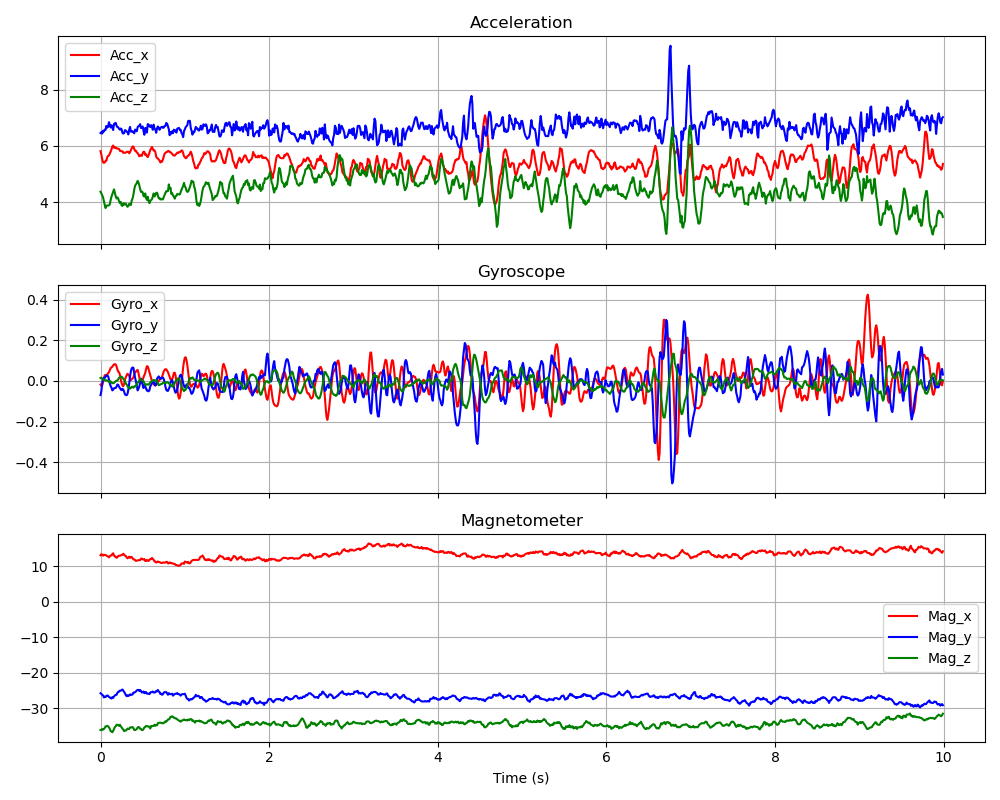 Acceleration
Acc_x
Acc_y
Acc_z
8
6
4
Gyroscope
Gyro_x
Gyro_y
Gyro_z
0.4
0.2
0.0
−0.2
−0.4
Magnetometer
10
0
−10
−20
−30
Mag_x
Mag_y
Mag_z
0 2 4 6 8 10
Time (s)